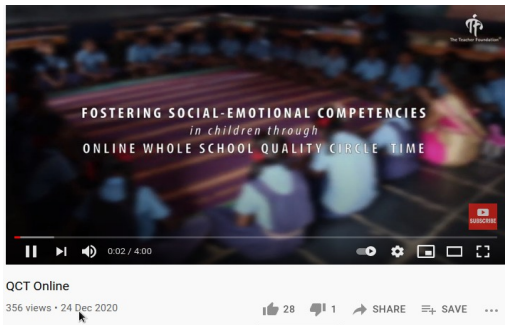 The Teacher Foundation
FOSTERING SOCIAL-EMOTIONAL COMPETENCIES
in children through
ONLINE WHOLE SCHOOL QUALITY CIRCLE TIME
SUBSCRIBE
0:02 / 4:00
QCT Online
356 views • 24 Dec 2020
28
1
SHARE
SAVE